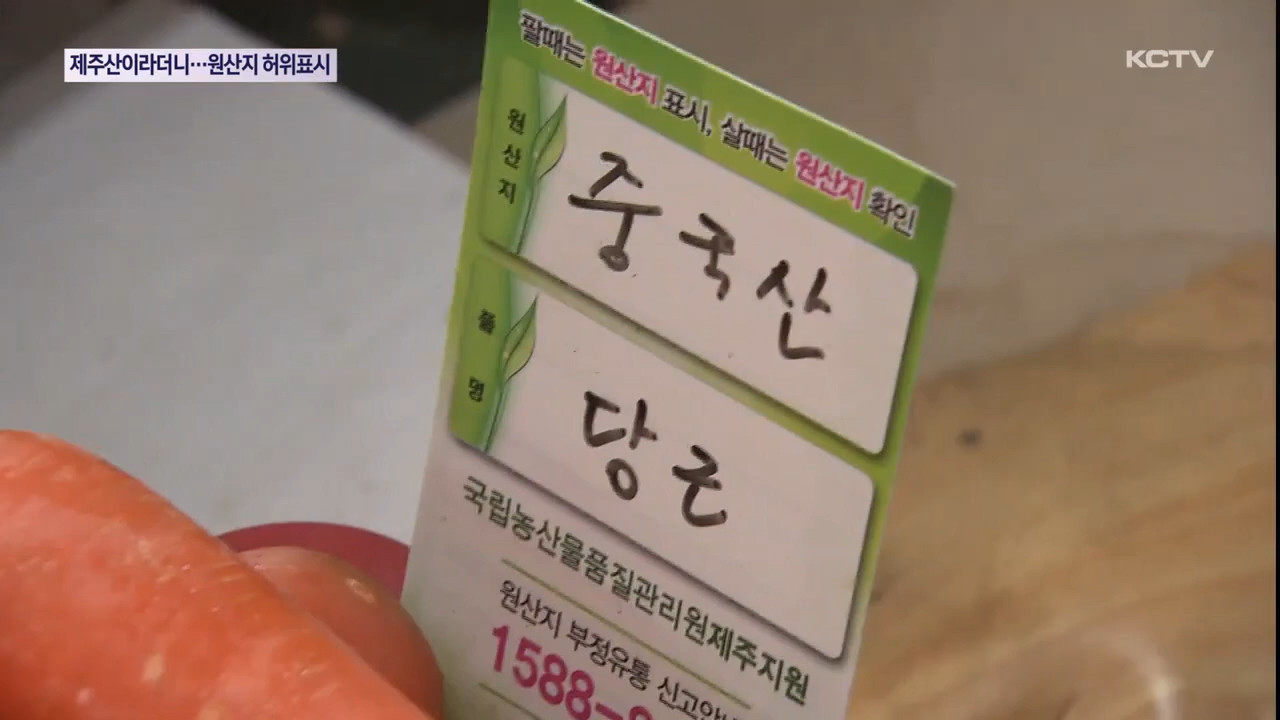 제주산이라더니…원산지 허위표시
KCTV
팔때는 원산지 표시, 살때는 원산지 확인
원산지
중국산
품명
당근
국립농산물품질관리원제주지원
원산지 부정유통 신고안내
1588-8